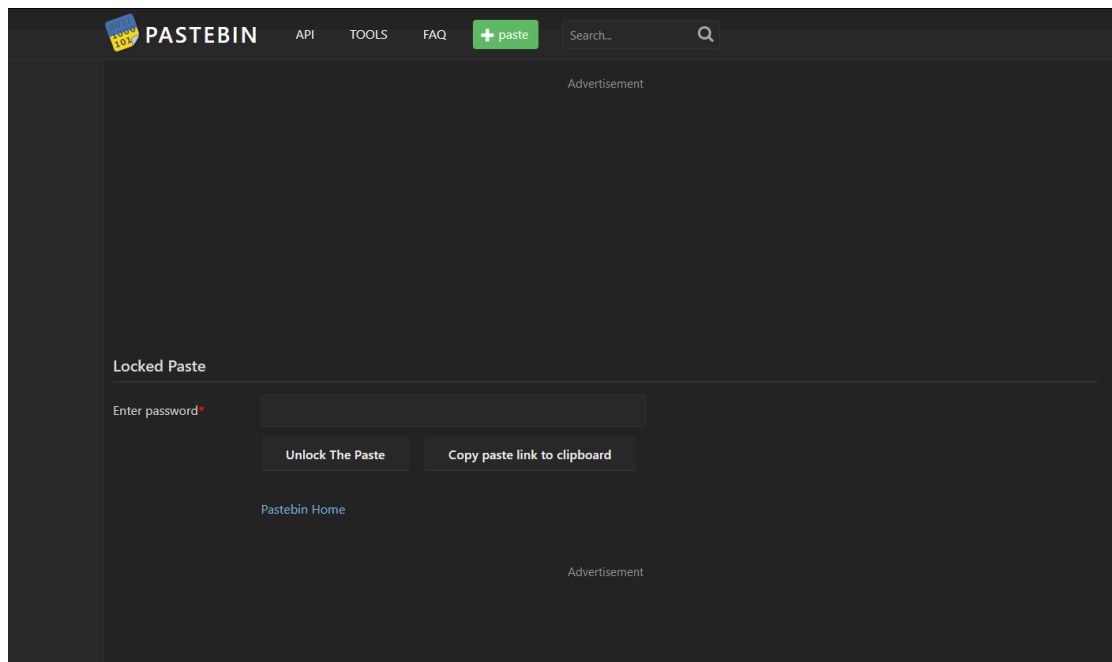 PASTEBIN API TOOLS FAQ paste Search...
Advertisement
Locked Paste
Enter password*
Unlock The Paste Copy paste link to clipboard
Pastebin Home
Advertisement